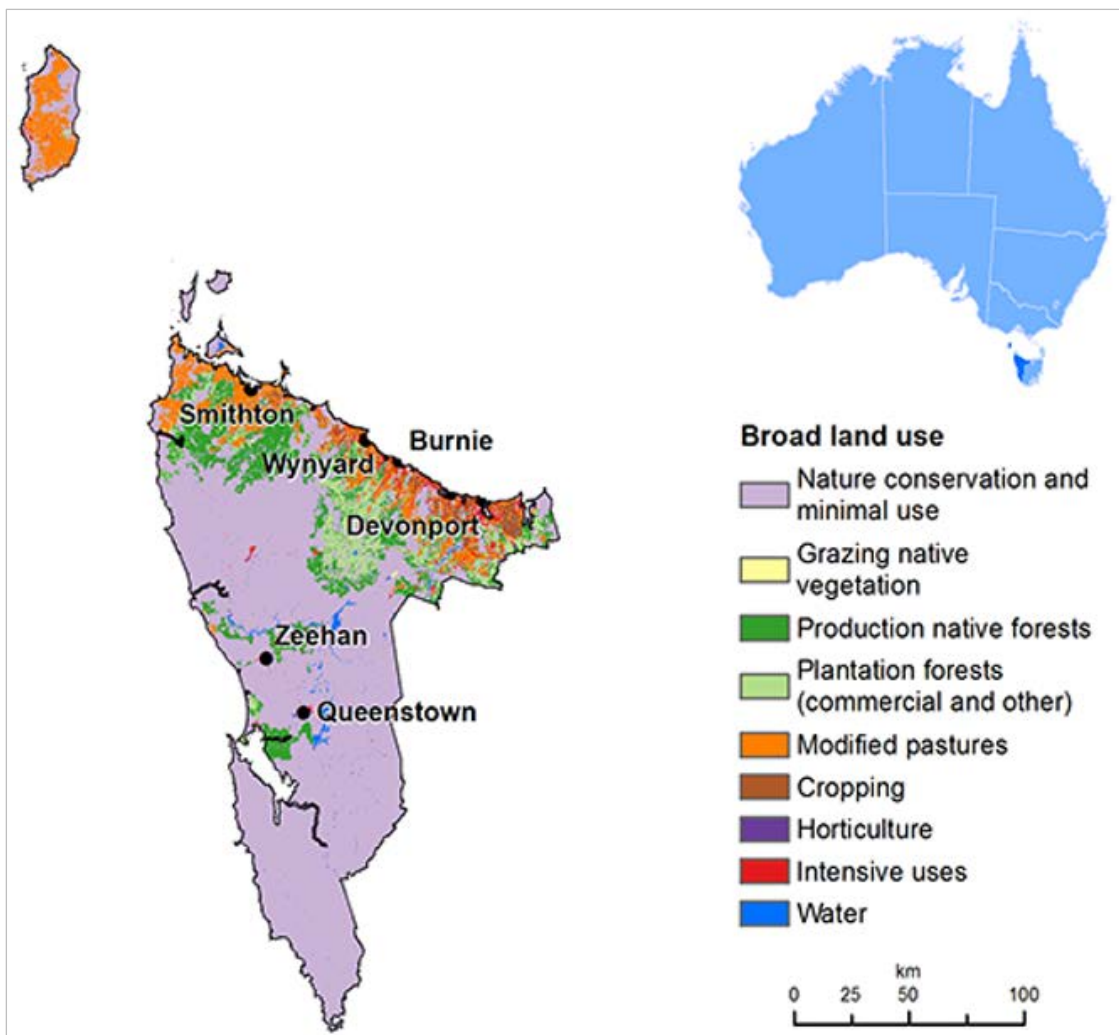 Smithton
Burnie
Wynyard
Devonport
Zeehan
Queenstown
Broad land use
Nature conservation and
minimal use
Grazing native
vegetation
Production native forests
Plantation forests
(commercial and other)
Modified pastures
Cropping
Horticulture
Intensive uses
Water
km
0 25 50 100